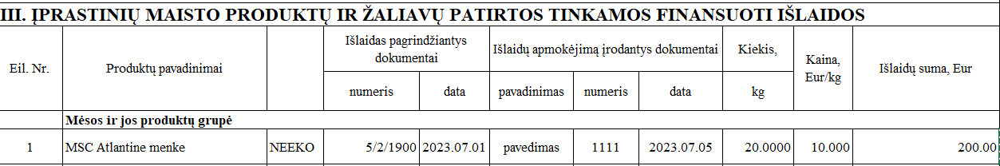 III. ĮPRASTINIŲ MAISTO PRODUKTŲ IR ŽALIAVŲ PATIRTOS TINKAMOS FINANSUOTI IŠLAIDOS
Eil. Nr.
Produktų pavadinimai
Išlaidas pagrindžiantys
dokumentai
numeris
data
Išlaidų apmokėjimą įrodantys dokumentai
pavadinimas
numeris
data
Kiekis,
kg
Kaina,
Eur/kg
Išlaidų suma, Eur
Mėsos ir jos produktų grupė
1 MSC Atlantine menke NEEKO 5/2/1900 2023.07.01 pavedimas 1111 2023.07.05 20.0000 10.000 200.00